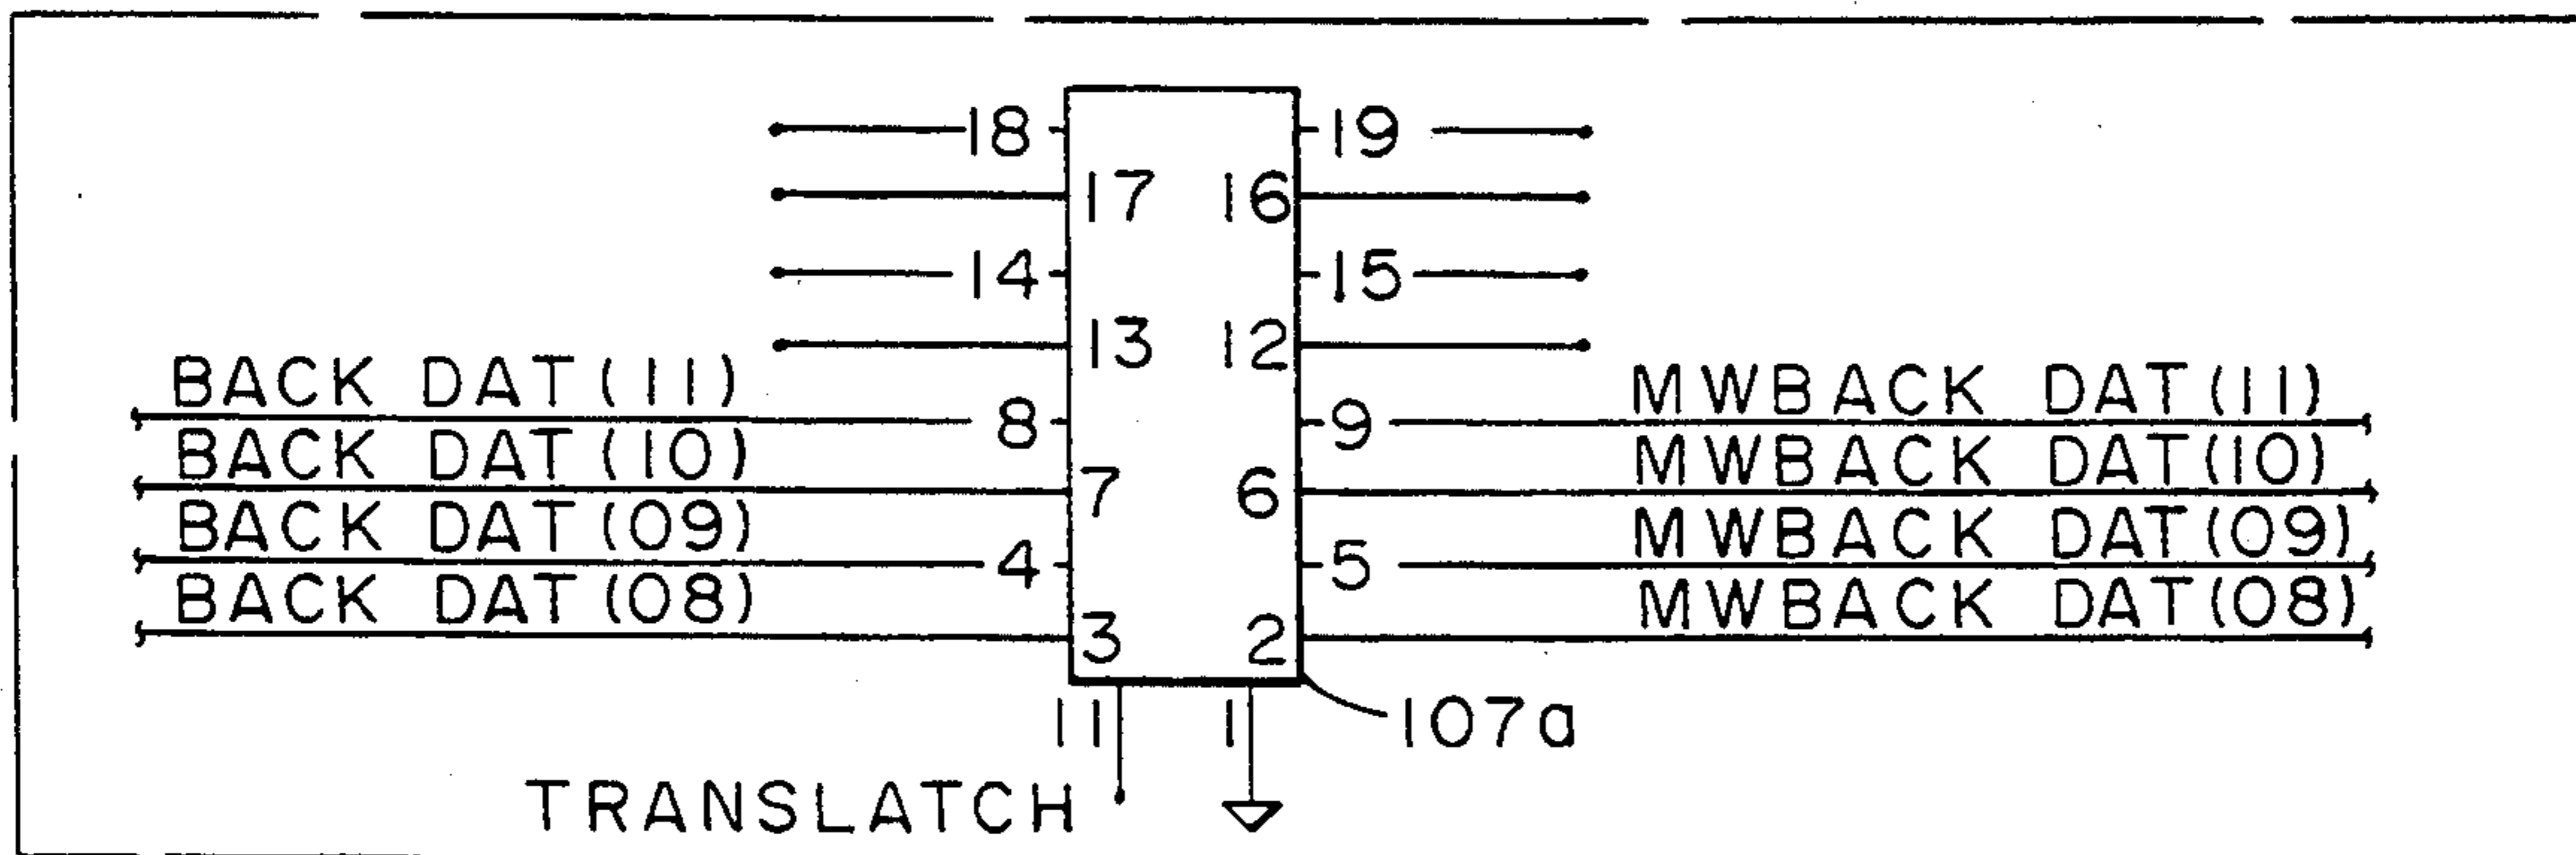 18 19
17 16
14 15
13 12
BACK DAT(11) MWBACK DAT(11)
8 9
BACK DAT(10) MWBACK DAT(10)
7 6
BACK DAT(09) MWBACK DAT(09)
4 5
BACK DAT(08) MWBACK DAT(08)
3 2
11 1 107a
TRANSLATCH